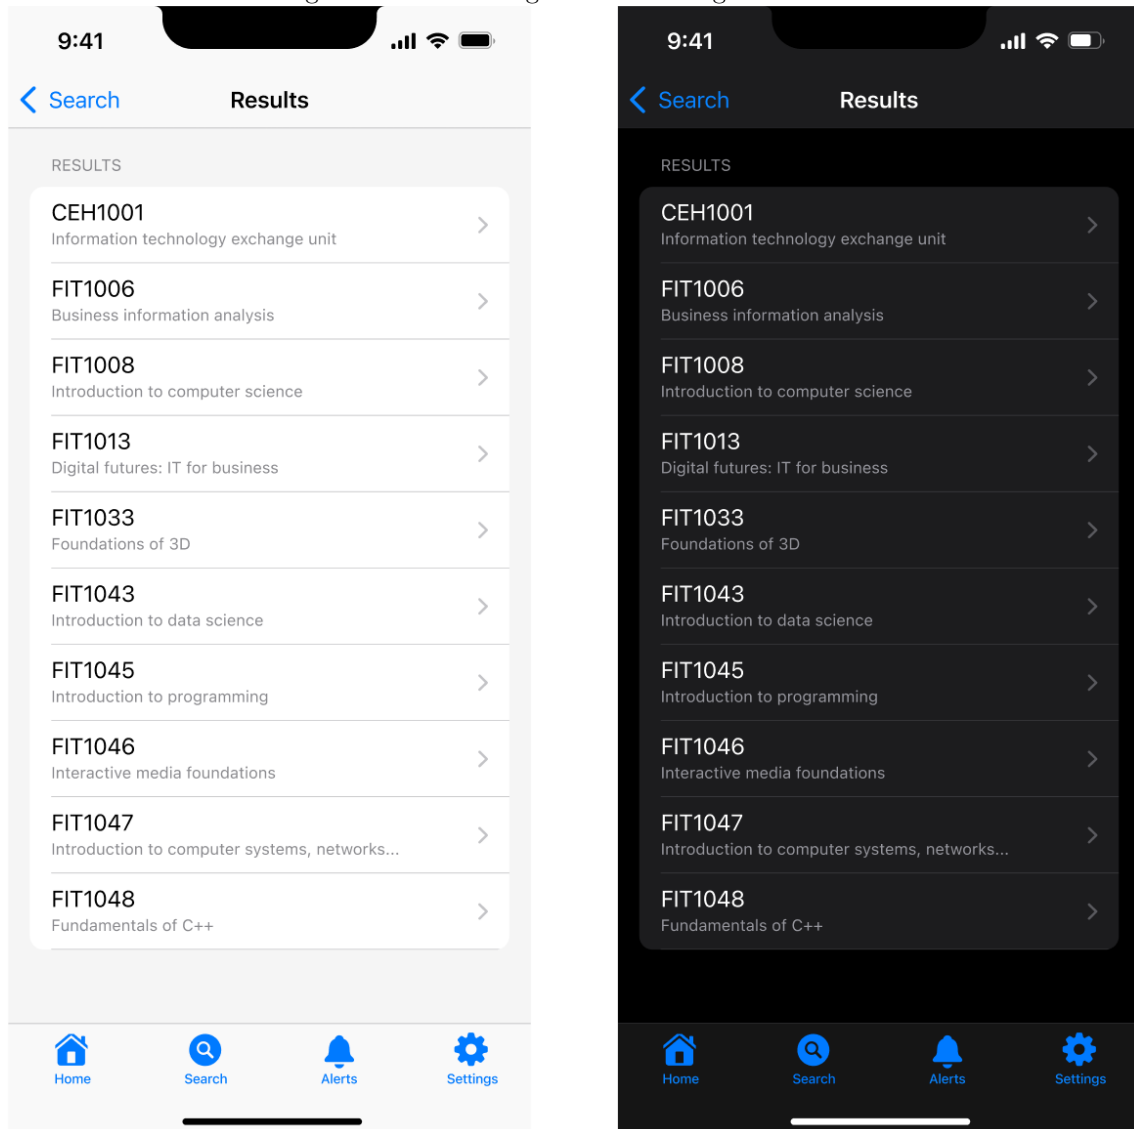 9:41
Search Results
RESULTS
CEH1001
Information technology exchange unit
FIT1006
Business information analysis
FIT1008
Introduction to computer science
FIT1013
Digital futures: IT for business
FIT1033
Foundations of 3D
FIT1043
Introduction to data science
FIT1045
Introduction to programming
FIT1046
Interactive media foundations
FIT1047
Introduction to computer systems, networks...
FIT1048
Fundamentals of C++
Home Search Alerts Settings
9:41
Search Results
RESULTS
CEH1001
Information technology exchange unit
FIT1006
Business information analysis
FIT1008
Introduction to computer science
FIT1013
Digital futures: IT for business
FIT1033
Foundations of 3D
FIT1043
Introduction to data science
FIT1045
Introduction to programming
FIT1046
Interactive media foundations
FIT1047
Introduction to computer systems, networks...
FIT1048
Fundamentals of C++
Home Search Alerts Settings